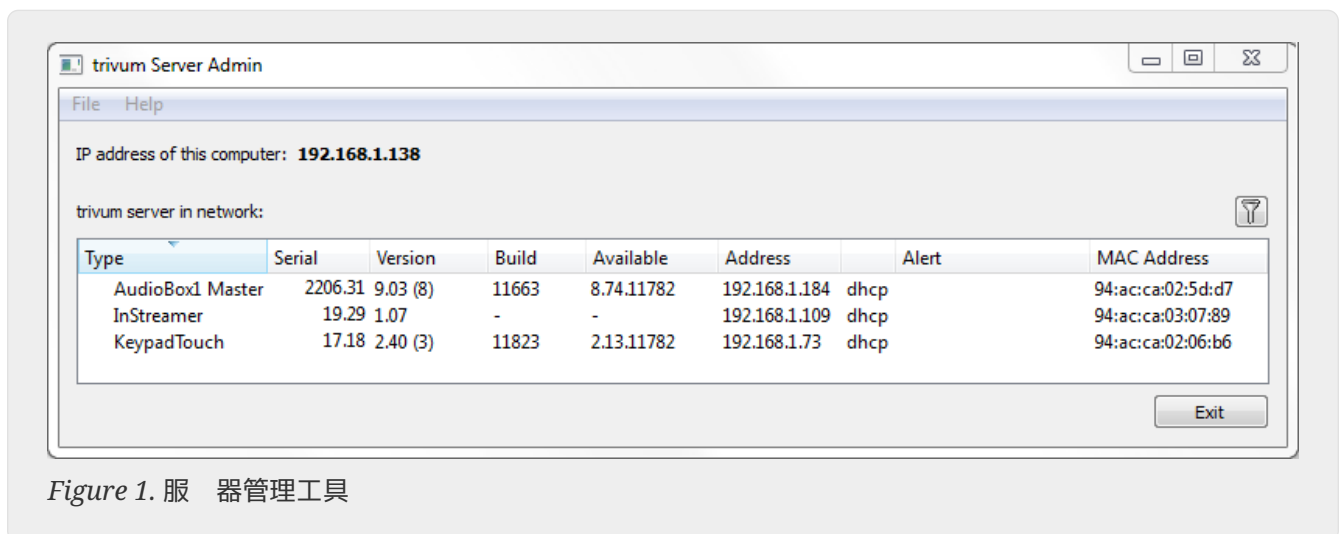 trivum Server Admin
File Help
IP address of this computer: 192.168.1.138
trivum server in network:
Type Serial Version Build Available Address Alert MAC Address
AudioBox1 Master 2206.31 9.03 (8) 11663 8.74.11782 192.168.1.184 dhcp 94:ac:ca:02:5d:d7
InStreamer 19.29 1.07 - - 192.168.1.109 dhcp 94:ac:ca:03:07:89
KeypadTouch 17.18 2.40 (3) 11823 2.13.11782 192.168.1.73 dhcp 94:ac:ca:02:06:b6
Exit
Figure 1. 服 器管理工具